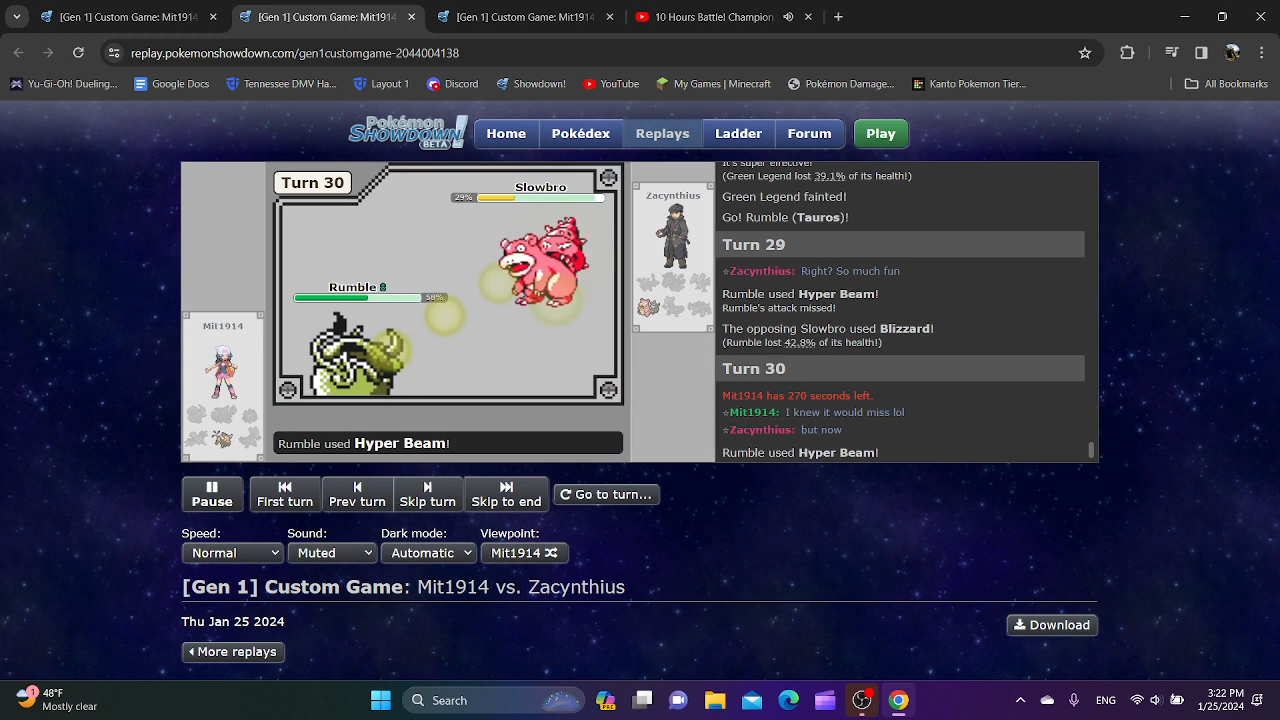 [Gen 1] Custom Game: Mit1914
[Gen 1] Custom Game: Mit1914
[Gen 1] Custom Game: Mit1914
10 Hours Battel Champion
replay.pokemonshowdown.com/gen1customgame-2044004138
Yu-Gi-Oh! Dueling...
Google Docs
Tennessee DMV Ha...
Layout 1
Discord
Showdown!
YouTube
My Games | Minecraft
Pokémon Damage...
Kanto Pokemon Tier...
All Bookmarks
Pokémon
SHOWDOWN!
BETA
Home
Pokédex
Replays
Ladder
Forum
Play
Turn 30
Slowbro
29%
Rumble 8
58%
Rumble used Hyper Beam!
Mit1914
Zacynthius
It's super effective!
(Green Legend lost 39.1% of its health!)
Green Legend fainted!
Go! Rumble (Tauros)!
Turn 29
☆Zacynthius: Right? So much fun
Rumble used Hyper Beam!
Rumble's attack missed!
The opposing Slowbro used Blizzard!
(Rumble lost 42.9% of its health!)
Turn 30
Mit1914 has 270 seconds left.
☆Mit1914: I knew it would miss lol
☆Zacynthius: but now
Rumble used Hyper Beam!
Pause
First turn
Prev turn
Skip turn
Skip to end
Go to turn...
Speed:
Sound:
Dark mode:
Viewpoint:
Normal
Muted
Automatic
Mit1914
[Gen 1] Custom Game: Mit1914 vs. Zacynthius
Thu Jan 25 2024
Download
More replays
1
48°F
Mostly clear
Search
PRE
ENG
3:22 PM
1/25/2024